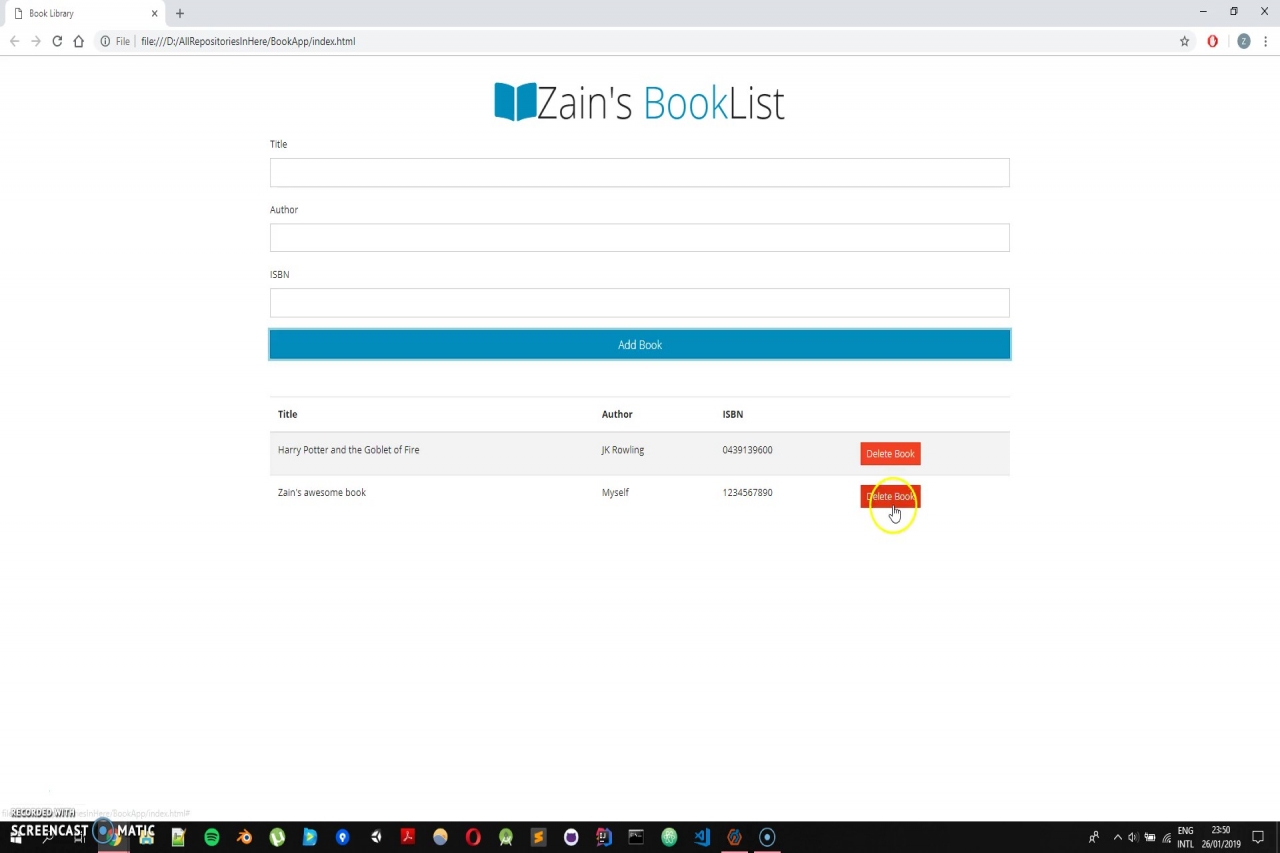 Book Library
File file:///D:/AllRepositoriesInHere/BookApp/index.html
Z
Zain's BookList
Title
Author
ISBN
Add Book
Title Author ISBN
Harry Potter and the Goblet of Fire JK Rowling 0439139600 Delete Book
Zain's awesome book Myself 1234567890 Delete Book
RECORDED WITH
SCREENCAST MATIC
ENG 23:50
INTL 26/01/2019